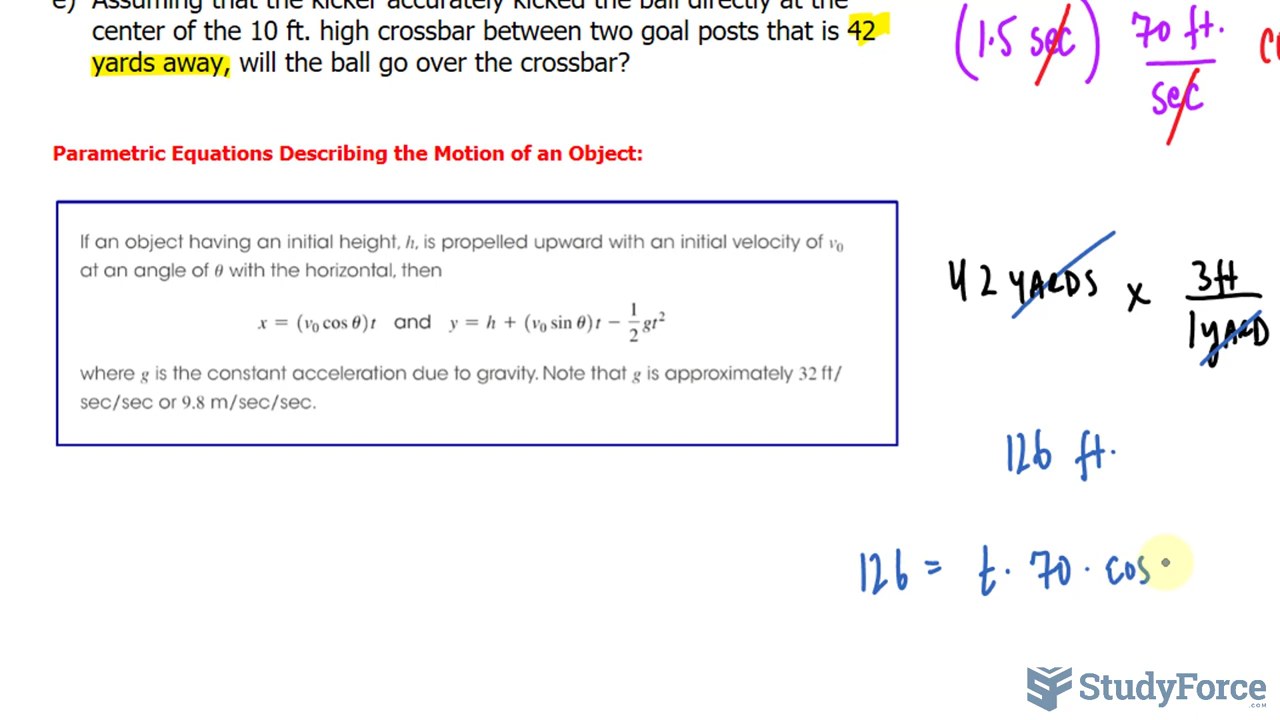 e) Assuming that the kicker accurately kicked the ball directly at the
center of the 10 ft. high crossbar between two goal posts that is 42
yards away, will the ball go over the crossbar?
(1.5 sec) 70 ft. / sec
Parametric Equations Describing the Motion of an Object:
If an object having an initial height, h, is propelled upward with an initial velocity of v₀
at an angle of θ with the horizontal, then
x = (v₀ cos θ)t and y = h + (v₀ sin θ)t − 1/2 gt²
where g is the constant acceleration due to gravity. Note that g is approximately 32 ft/
sec/sec or 9.8 m/sec/sec.
42 YARDS x 3ft / 1 YARD
126 ft.
126 = t · 70 · cos
StudyForce
.com